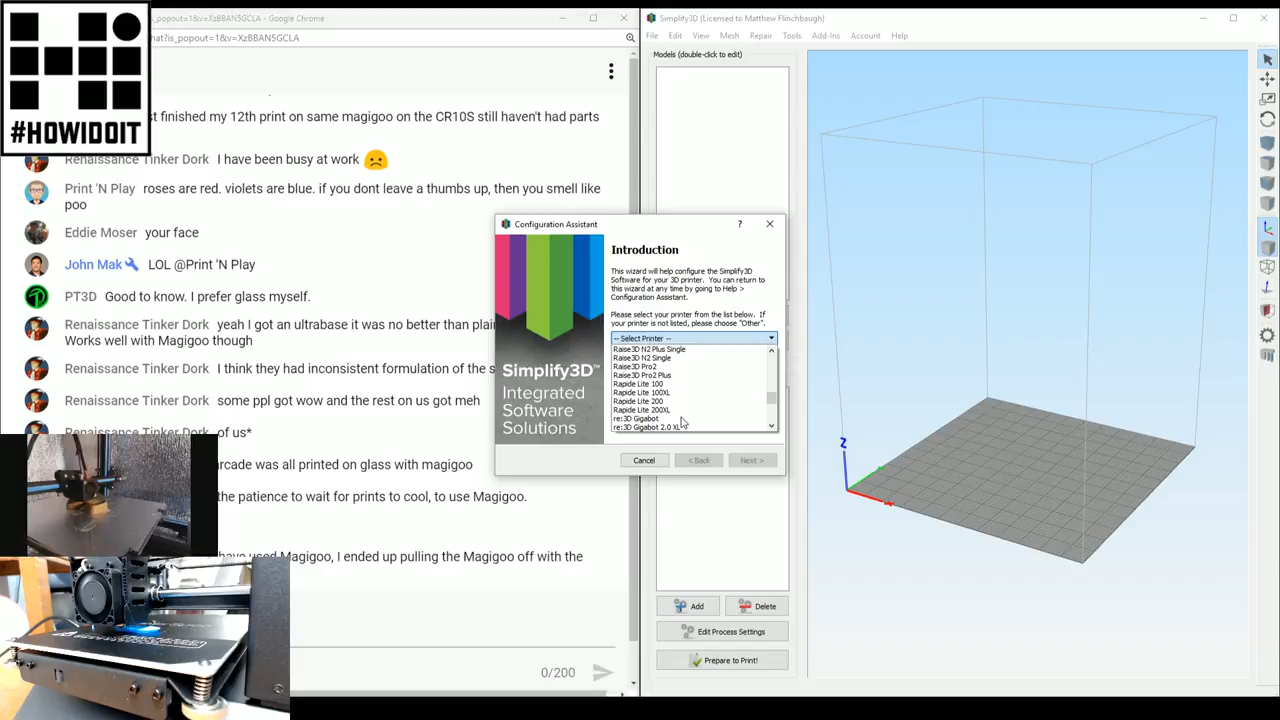 _popout=1&v=XzBBAN5GCLA - Google Chrome
hat?is_popout=1&v=XzBBAN5GCLA
#HOWIDOIT
st finished my 12th print on same magigoo on the CR10S still haven't had parts
Renaissance Tinker Dork I have been busy at work
Print 'N Play roses are red. violets are blue. if you dont leave a thumbs up, then you smell like
poo
Eddie Moser your face
John Mak LOL @Print 'N Play
PT3D Good to know. I prefer glass myself.
Renaissance Tinker Dork yeah I got an ultrabase it was no better than plai
Works well with Magigoo though
Renaissance Tinker Dork I think they had inconsistent formulation of the s
Renaissance Tinker Dork some ppl got wow and the rest on us got meh
Renaissance Tinker Dork of us*
arcade was all printed on glass with magigoo
the patience to wait for prints to cool, to use Magigoo.
have used Magigoo, I ended up pulling the Magigoo off with the
0/200
Simplify3D (Licensed to Matthew Flinchbaugh)
File Edit View Mesh Repair Tools Add-Ins Account Help
Models (double-click to edit)
Configuration Assistant
?
Simplify3D™
Integrated
Software
Solutions
Introduction
This wizard will help configure the Simplify3D
Software for your 3D printer. You can return to
this wizard at any time by going to Help >
Configuration Assistant.
Please select your printer from the list below. If
your printer is not listed, please choose "Other".
-- Select Printer --
Raise3D N2 Plus Single
Raise3D N2 Single
Raise3D Pro2
Raise3D Pro2 Plus
Rapide Lite 100
Rapide Lite 100XL
Rapide Lite 200
Rapide Lite 200XL
re:3D Gigabot
re:3D Gigabot 2.0 XL
Cancel
< Back
Next >
Add
Delete
Edit Process Settings
Prepare to Print!
Z